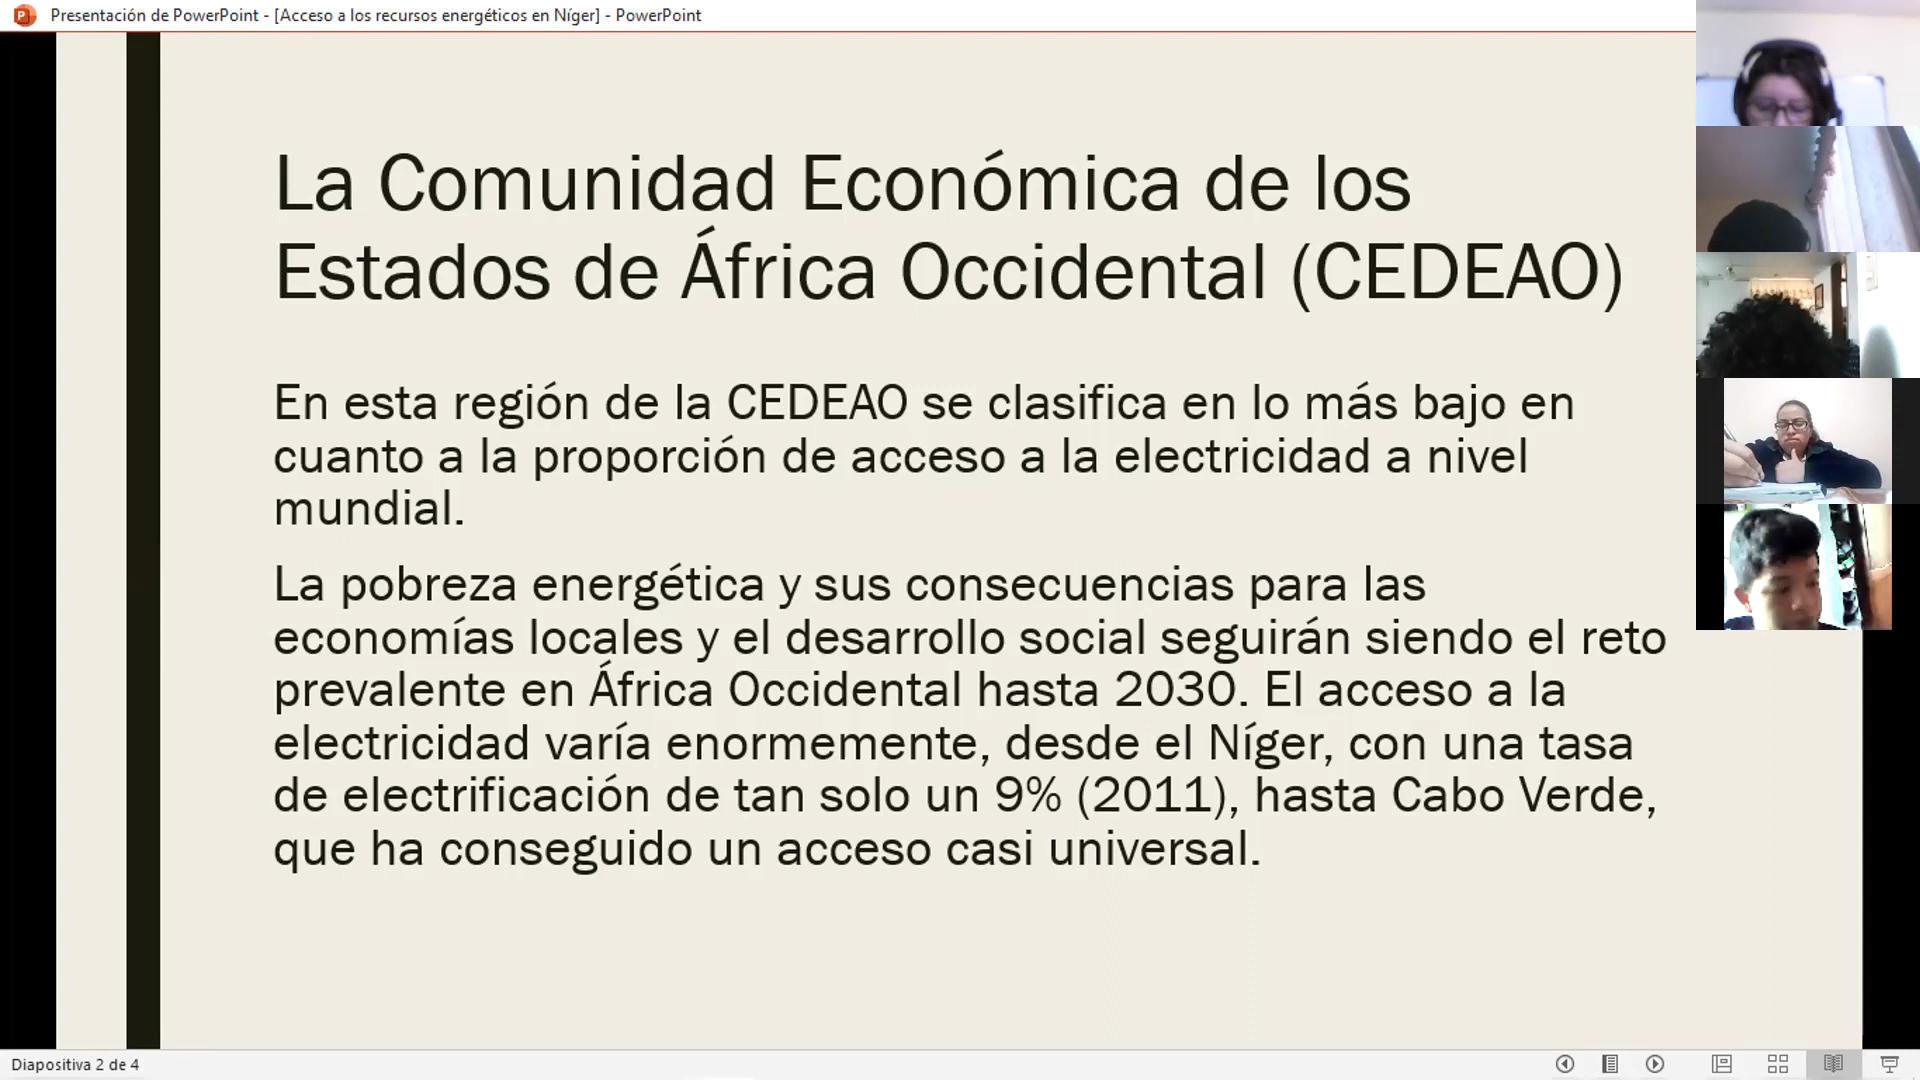 Presentación de PowerPoint - [Acceso a los recursos energéticos en Níger] - PowerPoint
La Comunidad Económica de los
Estados de África Occidental (CEDEAO)
En esta región de la CEDEAO se clasifica en lo más bajo en
cuanto a la proporción de acceso a la electricidad a nivel
mundial.
La pobreza energética y sus consecuencias para las
economías locales y el desarrollo social seguirán siendo el reto
prevalente en África Occidental hasta 2030. El acceso a la
electricidad varía enormemente, desde el Níger, con una tasa
de electrificación de tan solo un 9% (2011), hasta Cabo Verde,
que ha conseguido un acceso casi universal.
Diapositiva 2 de 4